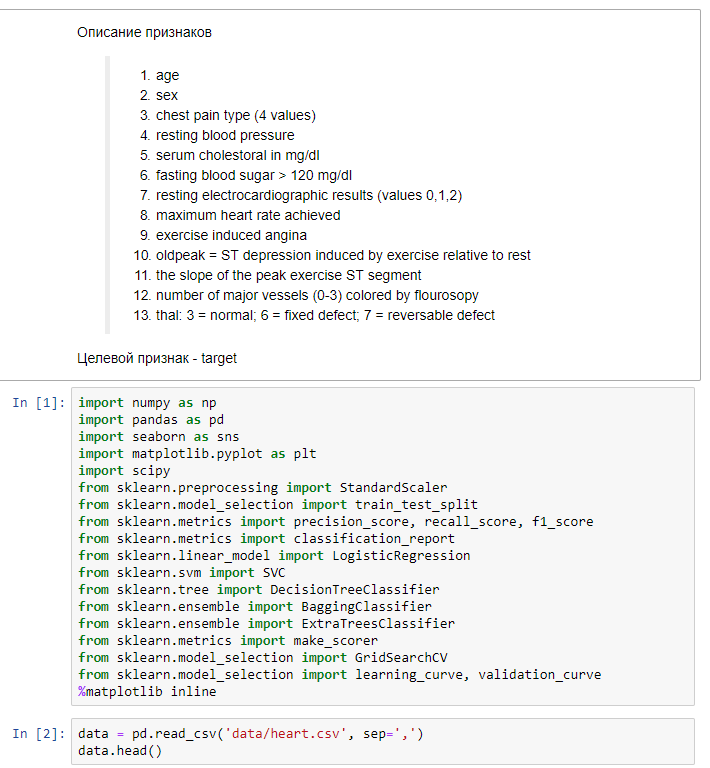 Описание признаков
1. age
2. sex
3. chest pain type (4 values)
4. resting blood pressure
5. serum cholestoral in mg/dl
6. fasting blood sugar > 120 mg/dl
7. resting electrocardiographic results (values 0,1,2)
8. maximum heart rate achieved
9. exercise induced angina
10. oldpeak = ST depression induced by exercise relative to rest
11. the slope of the peak exercise ST segment
12. number of major vessels (0-3) colored by flourosopy
13. thal: 3 = normal; 6 = fixed defect; 7 = reversable defect
Целевой признак - target
In [1]: import numpy as np
import pandas as pd
import seaborn as sns
import matplotlib.pyplot as plt
import scipy
from sklearn.preprocessing import StandardScaler
from sklearn.model_selection import train_test_split
from sklearn.metrics import precision_score, recall_score, f1_score
from sklearn.metrics import classification_report
from sklearn.linear_model import LogisticRegression
from sklearn.svm import SVC
from sklearn.tree import DecisionTreeClassifier
from sklearn.ensemble import BaggingClassifier
from sklearn.ensemble import ExtraTreesClassifier
from sklearn.metrics import make_scorer
from sklearn.model_selection import GridSearchCV
from sklearn.model_selection import learning_curve, validation_curve
%matplotlib inline
In [2]: data = pd.read_csv('data/heart.csv', sep=',')
data.head()